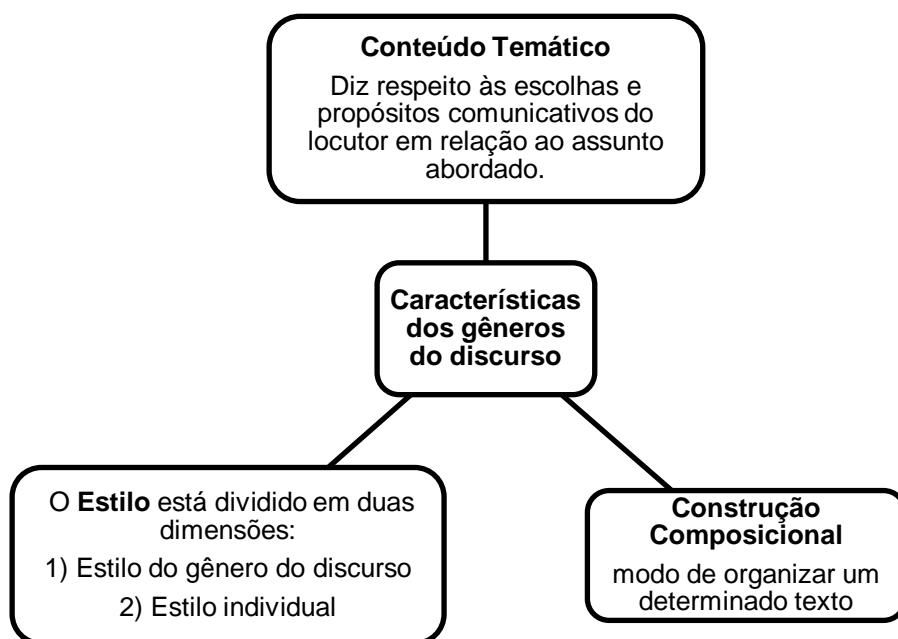 Conteúdo Temático
Diz respeito às escolhas e
propósitos comunicativos do
locutor em relação ao assunto
abordado.
Características
dos gêneros
do discurso
O Estilo está dividido em duas
dimensões:
1) Estilo do gênero do discurso
2) Estilo individual
Construção
Composicional
modo de organizar um
determinado texto